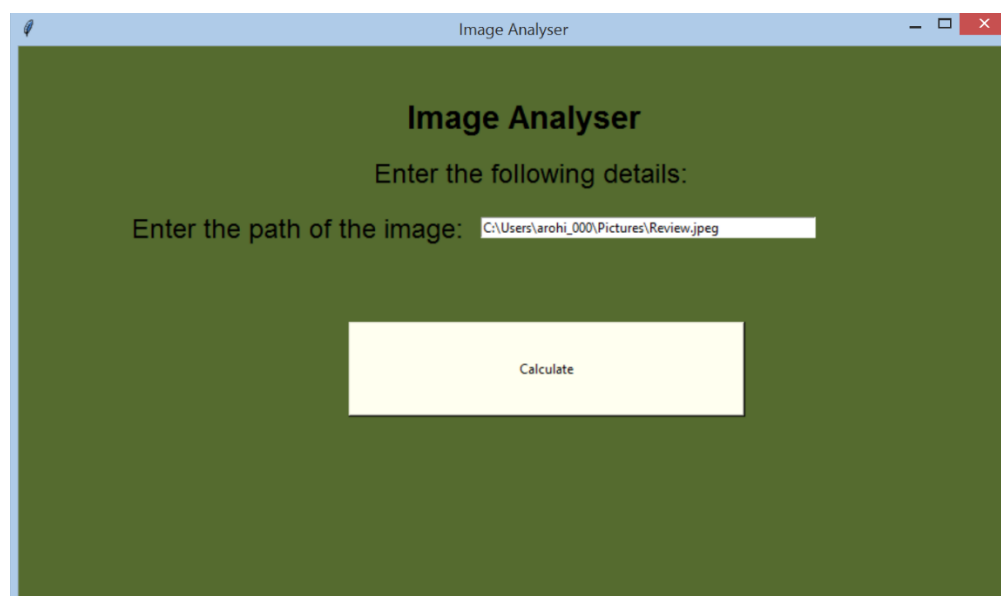 Image Analyser
Image Analyser
Enter the following details:
Enter the path of the image: C:\Users\arohi_000\Pictures\Review.jpeg
Calculate